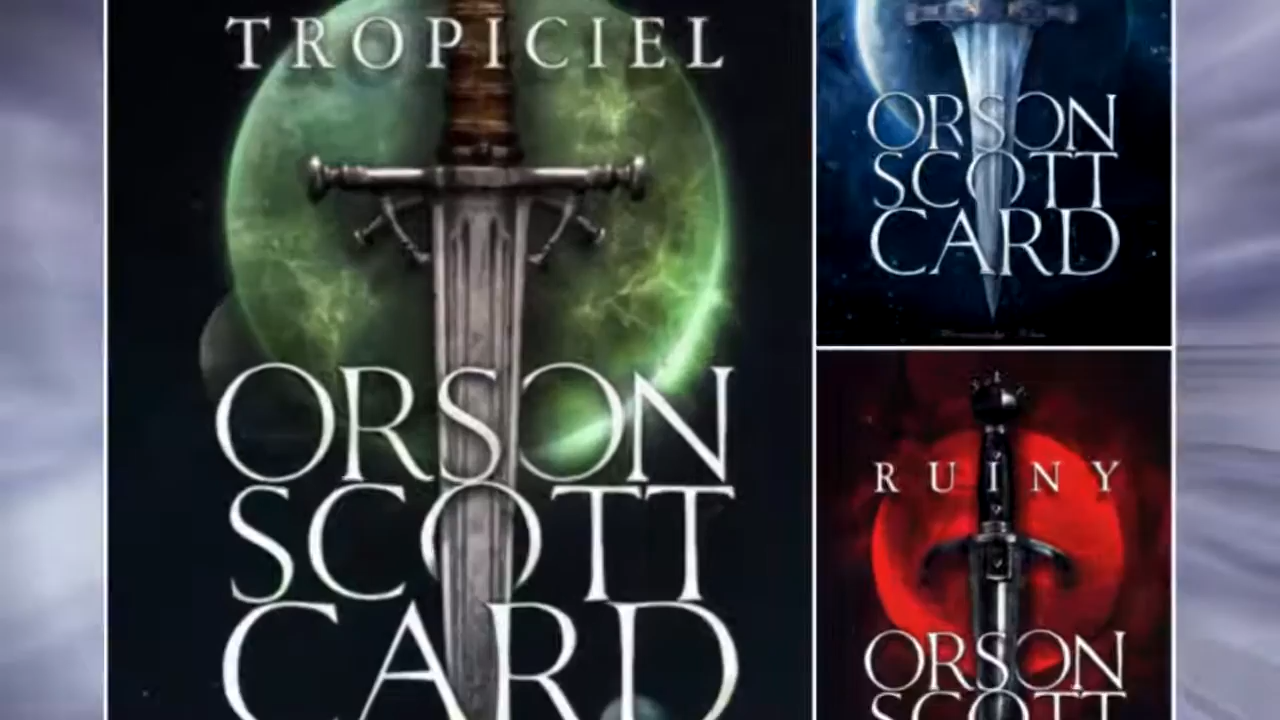 TROPICIEL
ORSON
SCOTT
CARD
ORSON
SCOTT
CARD
RUINY
ORSON
SCOTT